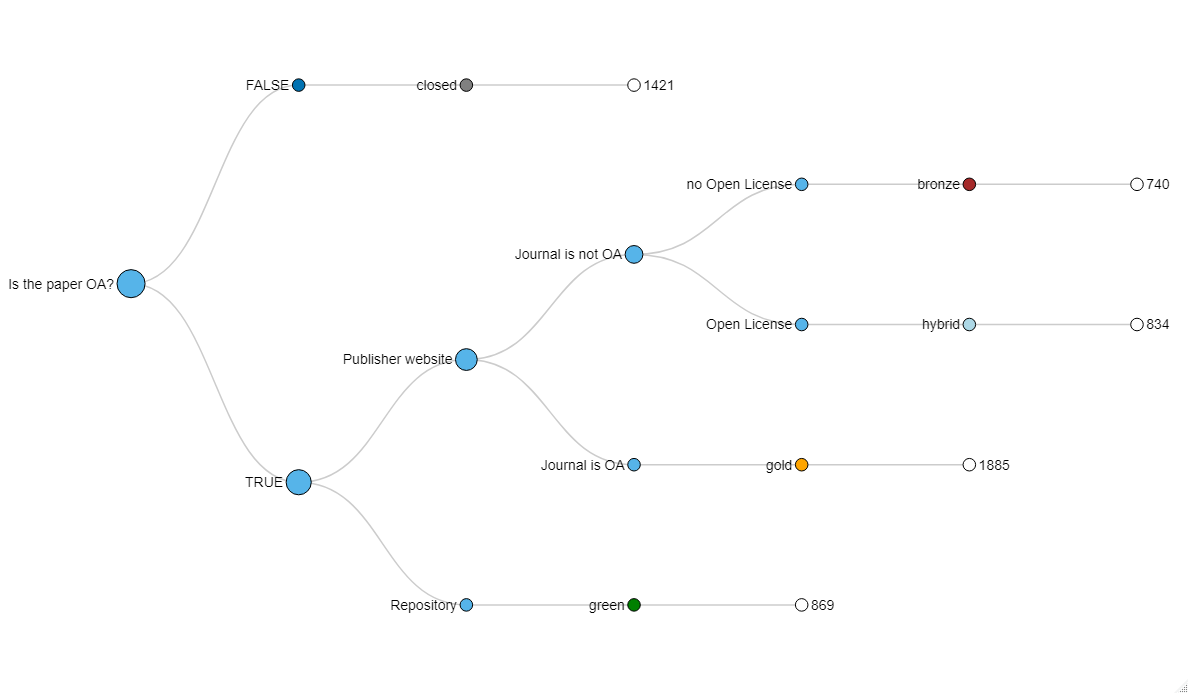 FALSE closed 1421
no Open License bronze 740
Journal is not OA
Is the paper OA?
Open License hybrid 834
Publisher website
Journal is OA gold 1885
TRUE
Repository green 869